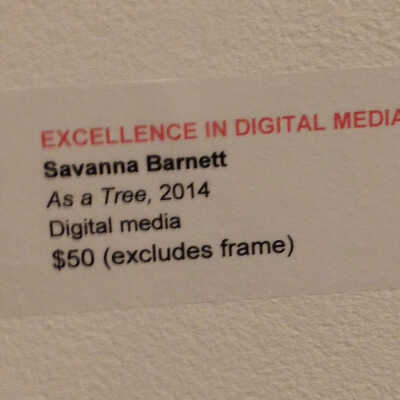 EXCELLENCE IN DIGITAL MEDIA
Savanna Barnett
As a Tree, 2014
Digital media
$50 (excludes frame)